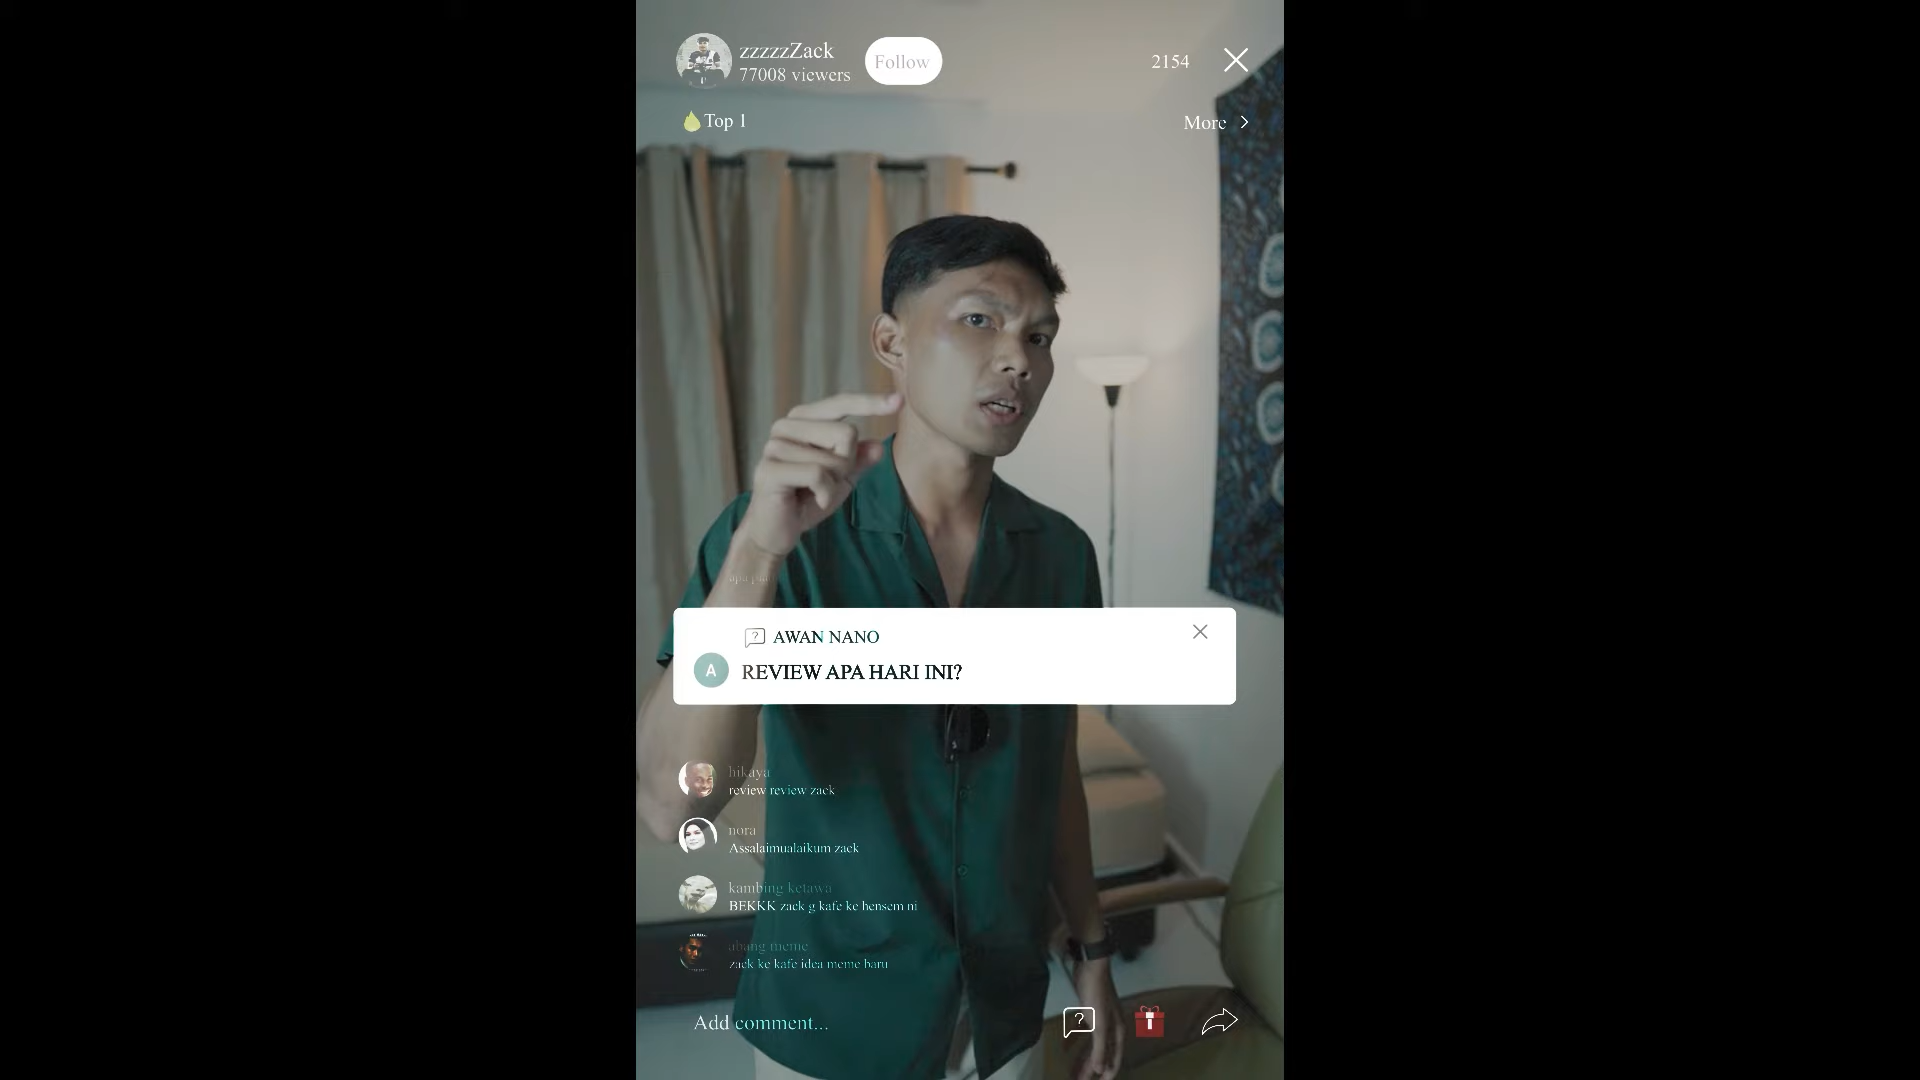 zzzzzZack
77008 viewers
Follow
2154
Top 1
More
AWAN NANO
A
REVIEW APA HARI INI?
hikaya
review review zack
nora
Assalaimualaikum zack
kambing ketawa
BEKKK zack g kafe ke hensem ni
abang meme
zack ke kafe idea meme baru
Add comment...